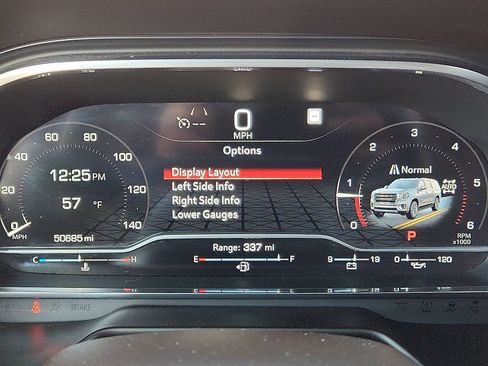 0
MPH
Options
Display Layout
Left Side Info
Right Side Info
Lower Gauges
0 20 40 60 80 100 120 140
12:25 PM
57 °F
MPH
50685 mi
Normal
AUTO
0 1 2 3 4 5 6
P
RPM
x1000
Range: 337 mi
C H
E F
9 19
0 120
BRAKE